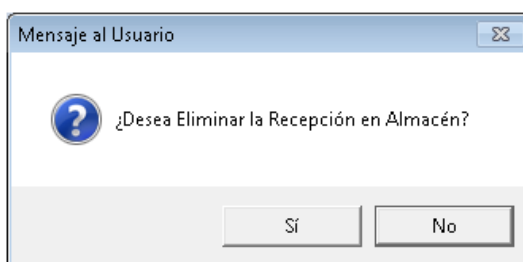 Mensaje al Usuario
¿Desea Eliminar la Recepción en Almacén?
Sí
No